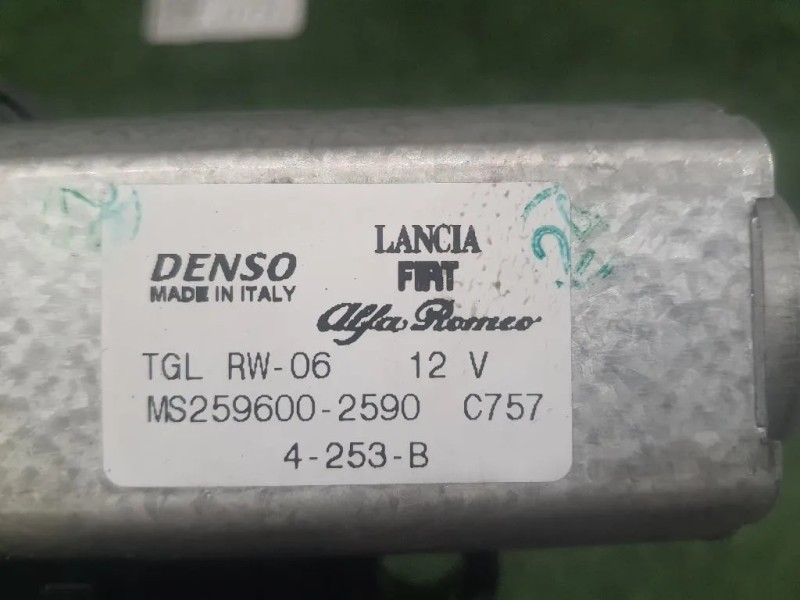 DENSO
MADE IN ITALY
LANCIA
FIAT
Alfa Romeo
TGL RW-06 12 V
MS259600-2590 C757
4-253-B